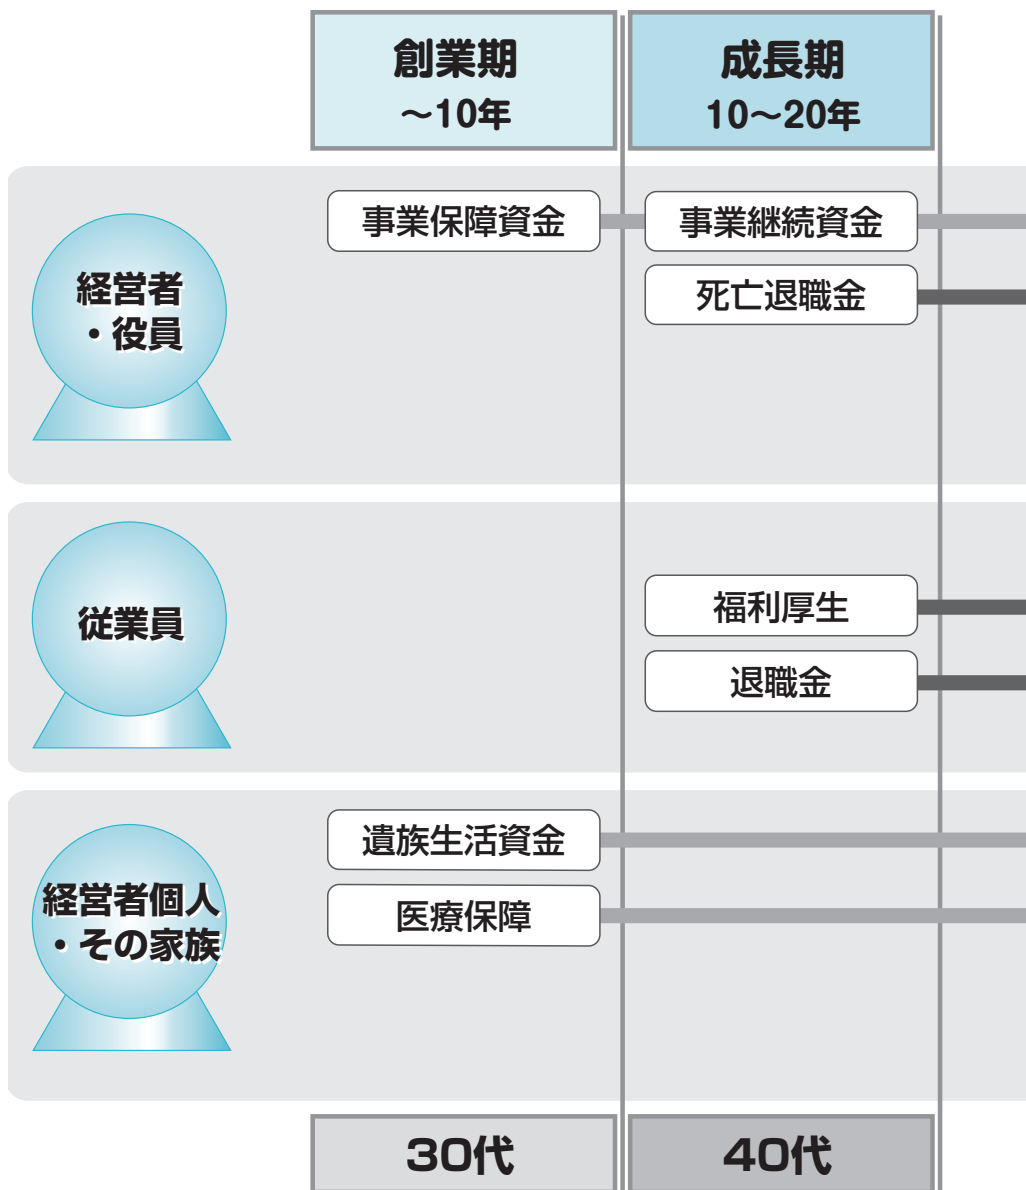 創業期
～10年
成長期
10～20年
経営者
・役員
事業保障資金
事業継続資金
死亡退職金
従業員
福利厚生
退職金
経営者個人
・その家族
遺族生活資金
医療保障
30代
40代